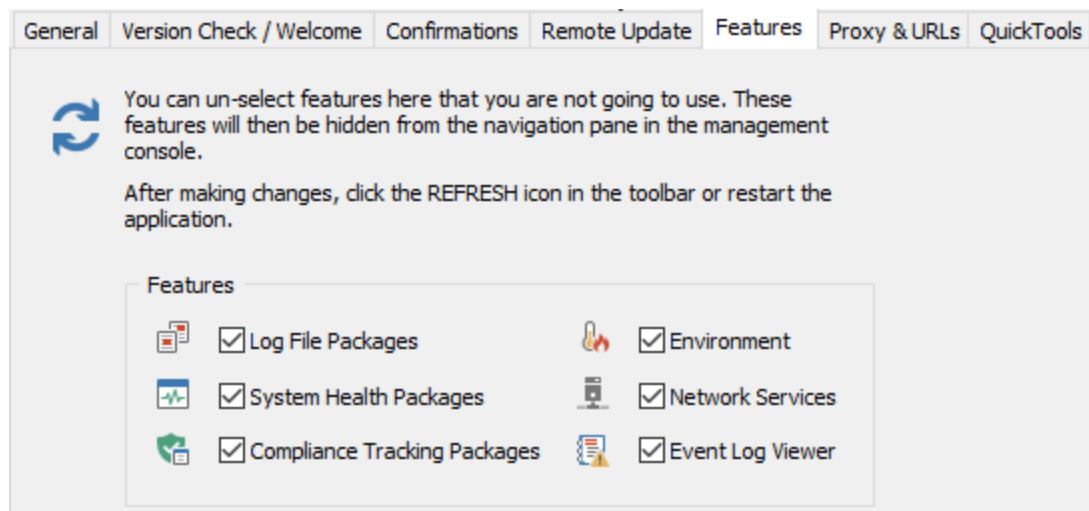 General
Version Check / Welcome
Confirmations
Remote Update
Features
Proxy & URLs
QuickTools
You can un-select features here that you are not going to use. These
features will then be hidden from the navigation pane in the management
console.
After making changes, click the REFRESH icon in the toolbar or restart the
application.
Features
Log File Packages
Environment
System Health Packages
Network Services
Compliance Tracking Packages
Event Log Viewer